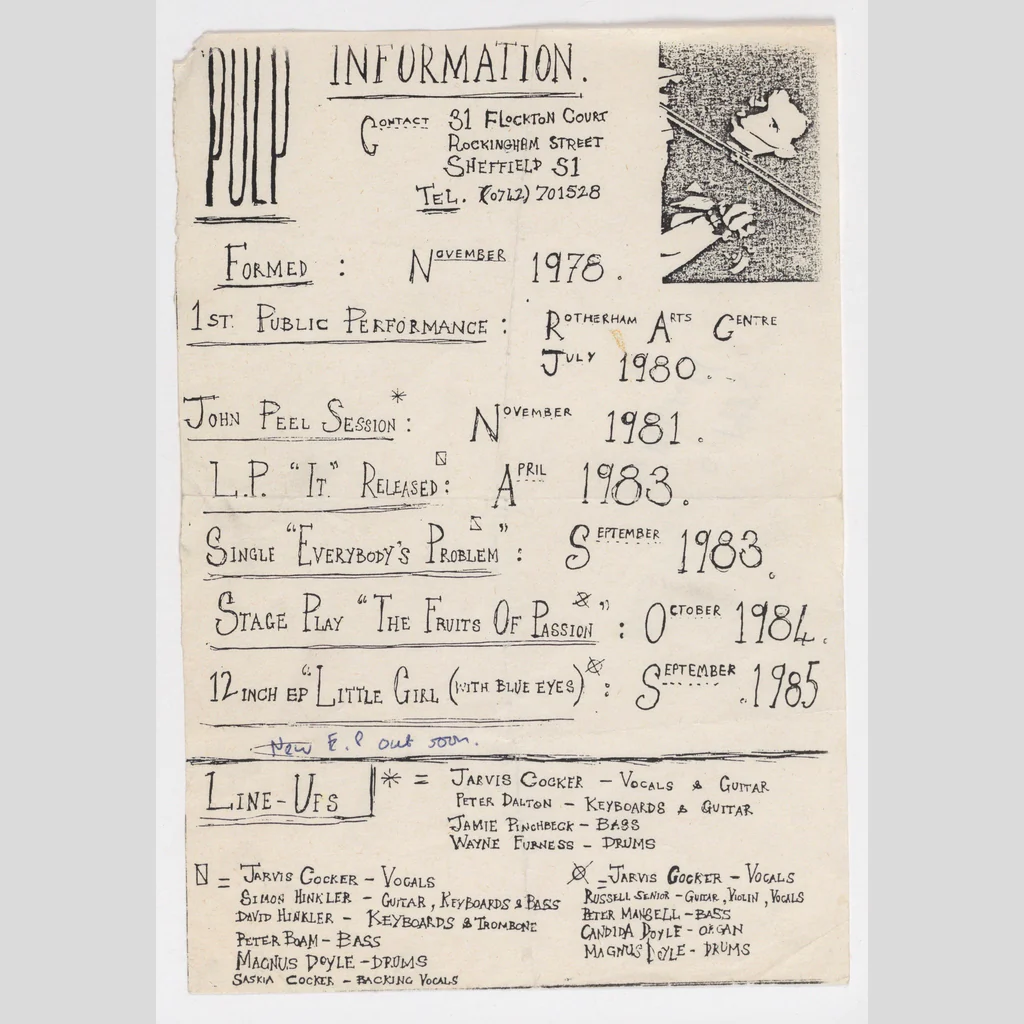 PULP INFORMATION.
CONTACT 31 FLOCKTON COURT
ROCKINGHAM STREET
SHEFFIELD S1
TEL. (0742) 701528
FORMED : NOVEMBER 1978.
1ST. PUBLIC PERFORMANCE : ROTHERHAM ARTS CENTRE
JULY 1980.
JOHN PEEL SESSION* : NOVEMBER 1981.
L.P. "IT" RELEASED : APRIL 1983.
SINGLE "EVERYBODY'S PROBLEM" : SEPTEMBER 1983.
STAGE PLAY "THE FRUITS OF PASSION" : OCTOBER 1984.
12 INCH EP "LITTLE GIRL (WITH BLUE EYES) : SEPTEMBER 1985
New E.P out soon.
LINE-UPS * = JARVIS COCKER – VOCALS & GUITAR
PETER DALTON – KEYBOARDS & GUITAR
JAMIE PINCHBECK – BASS
WAYNE FURNESS – DRUMS
= JARVIS COCKER – VOCALS
SIMON HINKLER – GUITAR, KEYBOARDS & BASS
DAVID HINKLER – KEYBOARDS & TROMBONE
PETER BOAM – BASS
MAGNUS DOYLE – DRUMS
SASKIA COCKER – BACKING VOCALS
= JARVIS COCKER – VOCALS
RUSSELL SENIOR – GUITAR, VIOLIN, VOCALS
PETER MANSELL – BASS
CANDIDA DOYLE – ORGAN
MAGNUS DOYLE – DRUMS